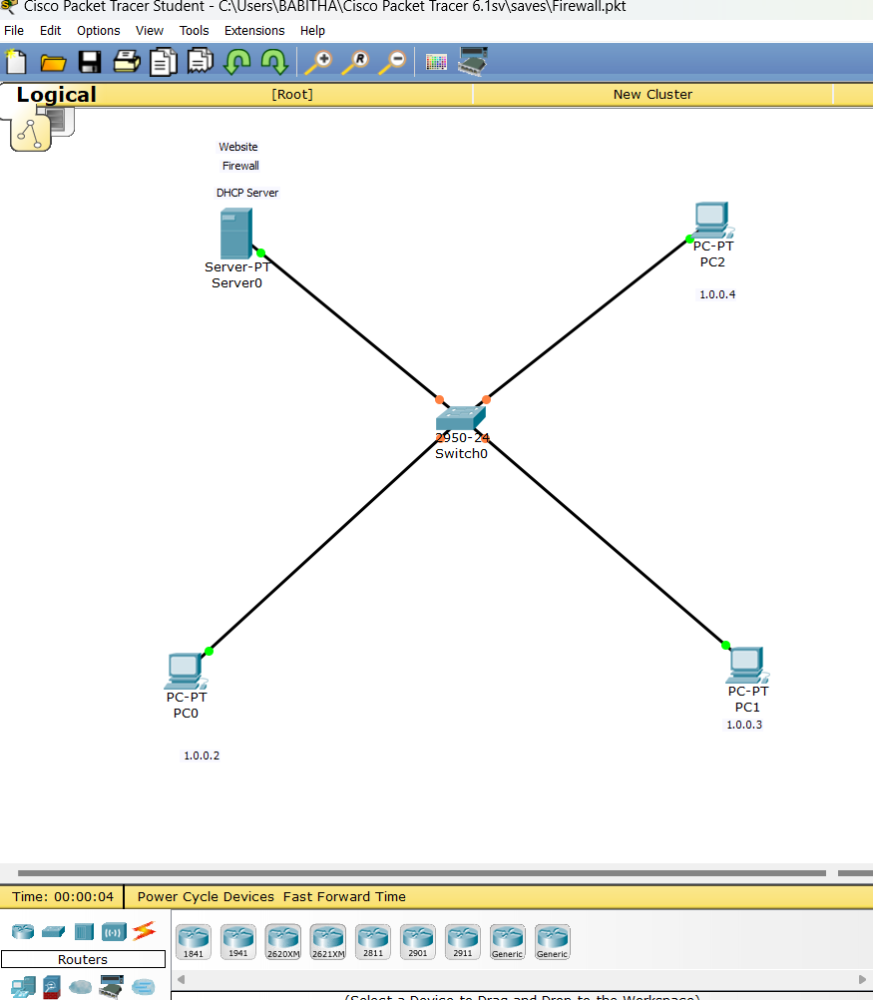 Cisco Packet Tracer Student - C:\Users\BABITHA\Cisco Packet Tracer 6.1sv\saves\Firewall.pkt
File Edit Options View Tools Extensions Help
R
Logical [Root] New Cluster
Website
Firewall
DHCP Server
Server-PT
Server0
PC-PT
PC2
1.0.0.4
2950-24
Switch0
PC-PT
PC0
1.0.0.2
PC-PT
PC1
1.0.0.3
Time: 00:00:04 Power Cycle Devices Fast Forward Time
1841 1941 2620XM 2621XM 2811 2901 2911 Generic Generic
Routers
(Select a Device to Drag and Drop to the Workspace)